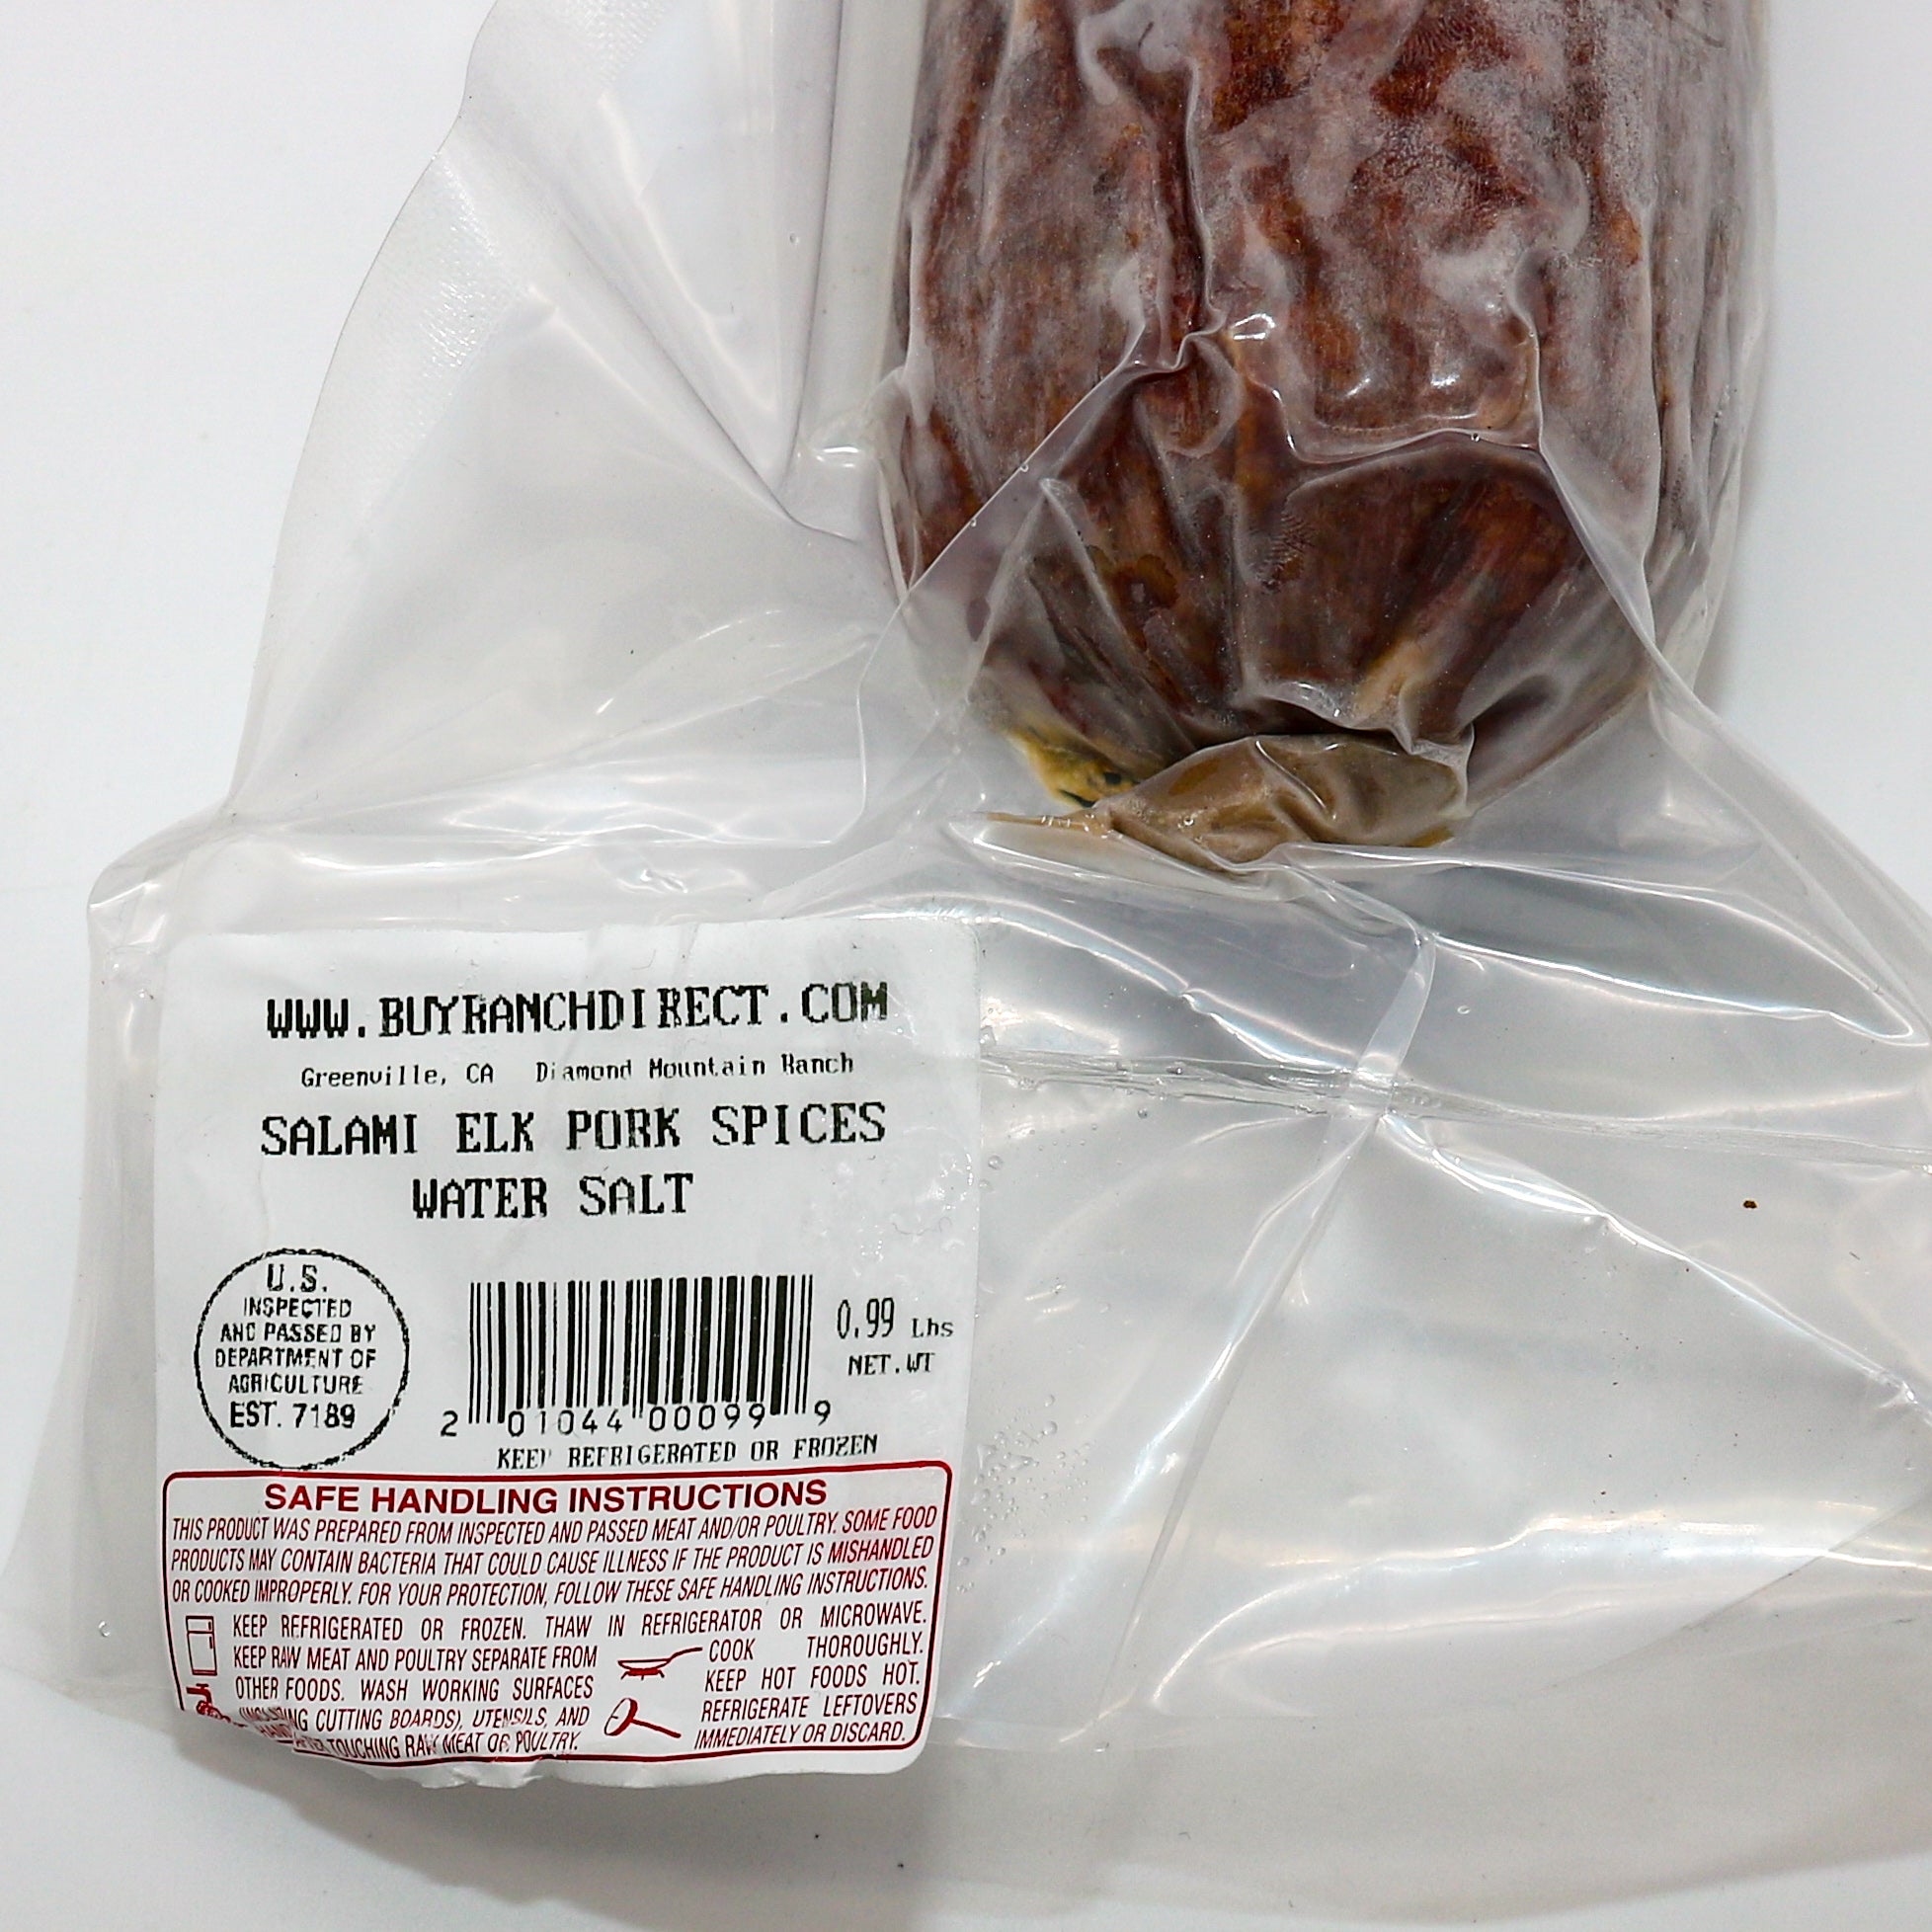 WWW.BUYRANCHDIRECT.COM
Greenville, CA Diamond Mountain Ranch
SALAMI ELK PORK SPICES
WATER SALT
U.S.
INSPECTED
AND PASSED BY
DEPARTMENT OF
AGRICULTURE
EST. 7189
2 01044 00099 9
0.99 Lbs
NET.WT
KEEP REFRIGERATED OR FROZEN
SAFE HANDLING INSTRUCTIONS
THIS PRODUCT WAS PREPARED FROM INSPECTED AND PASSED MEAT AND/OR POULTRY. SOME FOOD
PRODUCTS MAY CONTAIN BACTERIA THAT COULD CAUSE ILLNESS IF THE PRODUCT IS MISHANDLED
OR COOKED IMPROPERLY. FOR YOUR PROTECTION, FOLLOW THESE SAFE HANDLING INSTRUCTIONS.
KEEP REFRIGERATED OR FROZEN. THAW IN REFRIGERATOR OR MICROWAVE.
KEEP RAW MEAT AND POULTRY SEPARATE FROM
OTHER FOODS. WASH WORKING SURFACES
CUTTING BOARDS), UTENSILS, AND
TOUCHING RAW MEAT OR POULTRY.
COOK THOROUGHLY.
KEEP HOT FOODS HOT.
REFRIGERATE LEFTOVERS
IMMEDIATELY OR DISCARD.